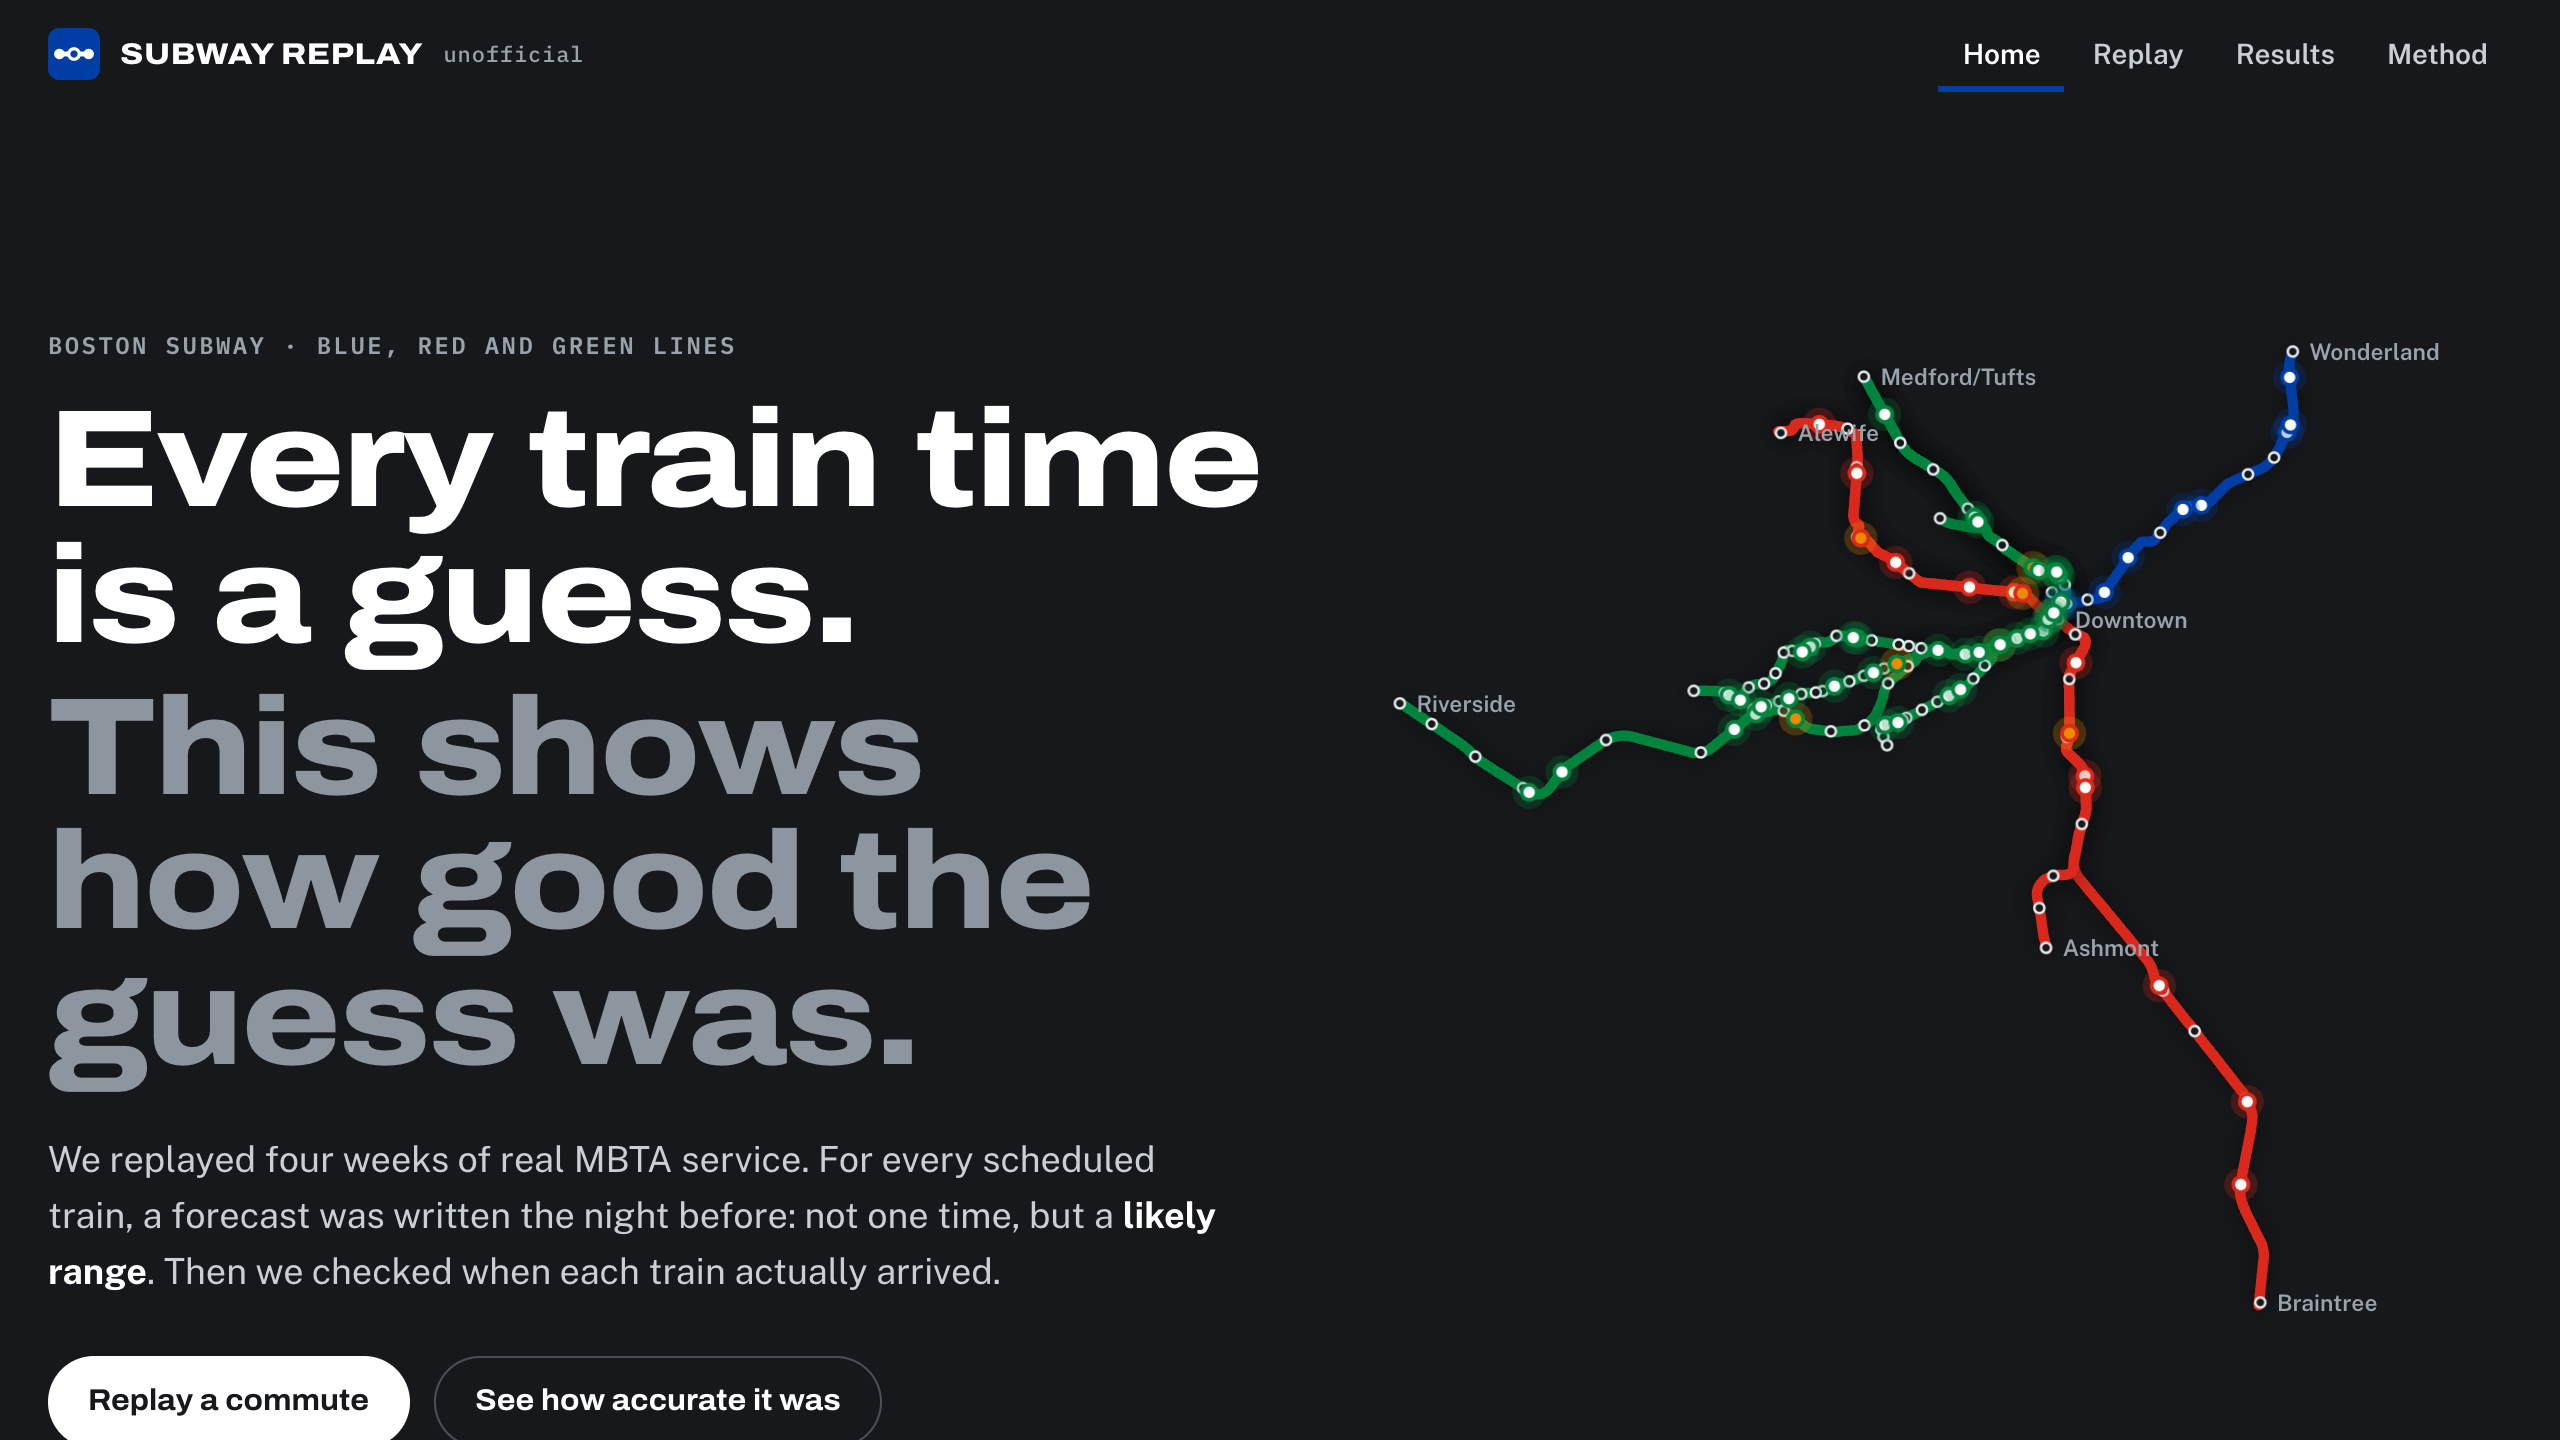 SUBWAY REPLAY unofficial
Home Replay Results Method
BOSTON SUBWAY · BLUE, RED AND GREEN LINES
Every train time
is a guess.
This shows
how good the
guess was.
We replayed four weeks of real MBTA service. For every scheduled
train, a forecast was written the night before: not one time, but a likely
range. Then we checked when each train actually arrived.
Replay a commute
See how accurate it was
Wonderland
Medford/Tufts
Alewife
Downtown
Riverside
Ashmont
Braintree